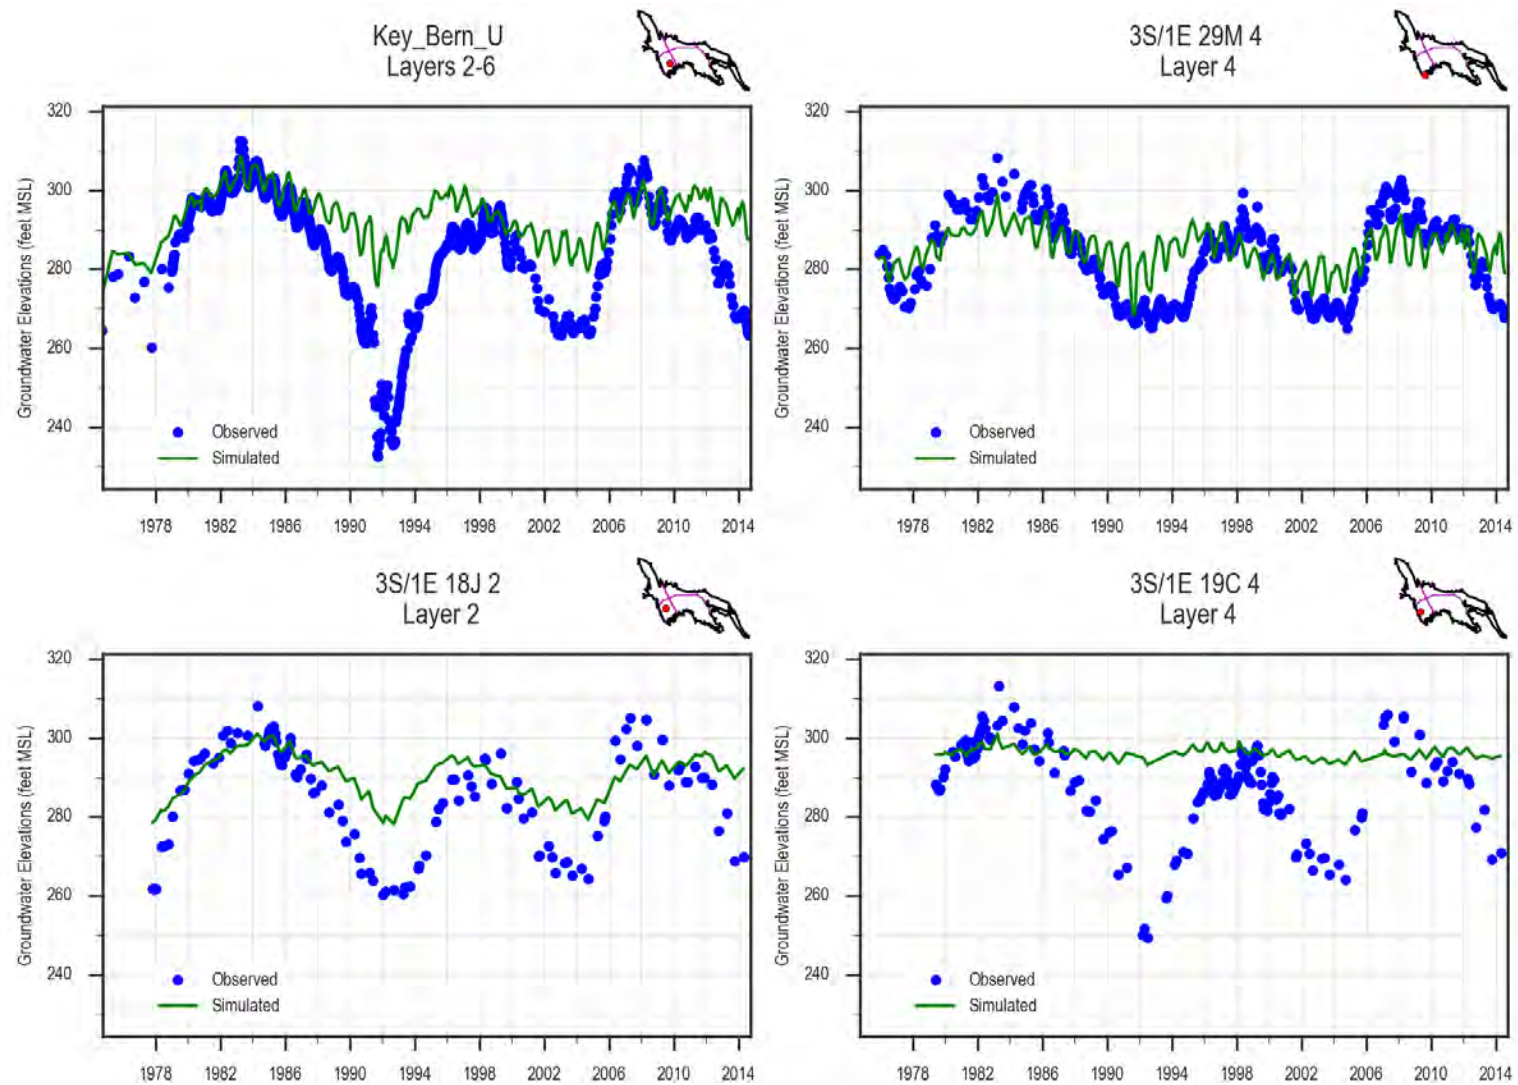 Key_Bern_U
Layers 2-6
3S/1E 29M 4
Layer 4
320
300
280
260
240
Groundwater Elevations (feet MSL)
Observed
Simulated
1978 1982 1986 1990 1994 1998 2002 2006 2010 2014
320
300
280
260
240
Groundwater Elevations (feet MSL)
Observed
Simulated
1978 1982 1986 1990 1994 1998 2002 2006 2010 2014
3S/1E 18J 2
Layer 2
3S/1E 19C 4
Layer 4
320
300
280
260
240
Groundwater Elevations (feet MSL)
Observed
Simulated
1978 1982 1986 1990 1994 1998 2002 2006 2010 2014
320
300
280
260
240
Groundwater Elevations (feet MSL)
Observed
Simulated
1978 1982 1986 1990 1994 1998 2002 2006 2010 2014